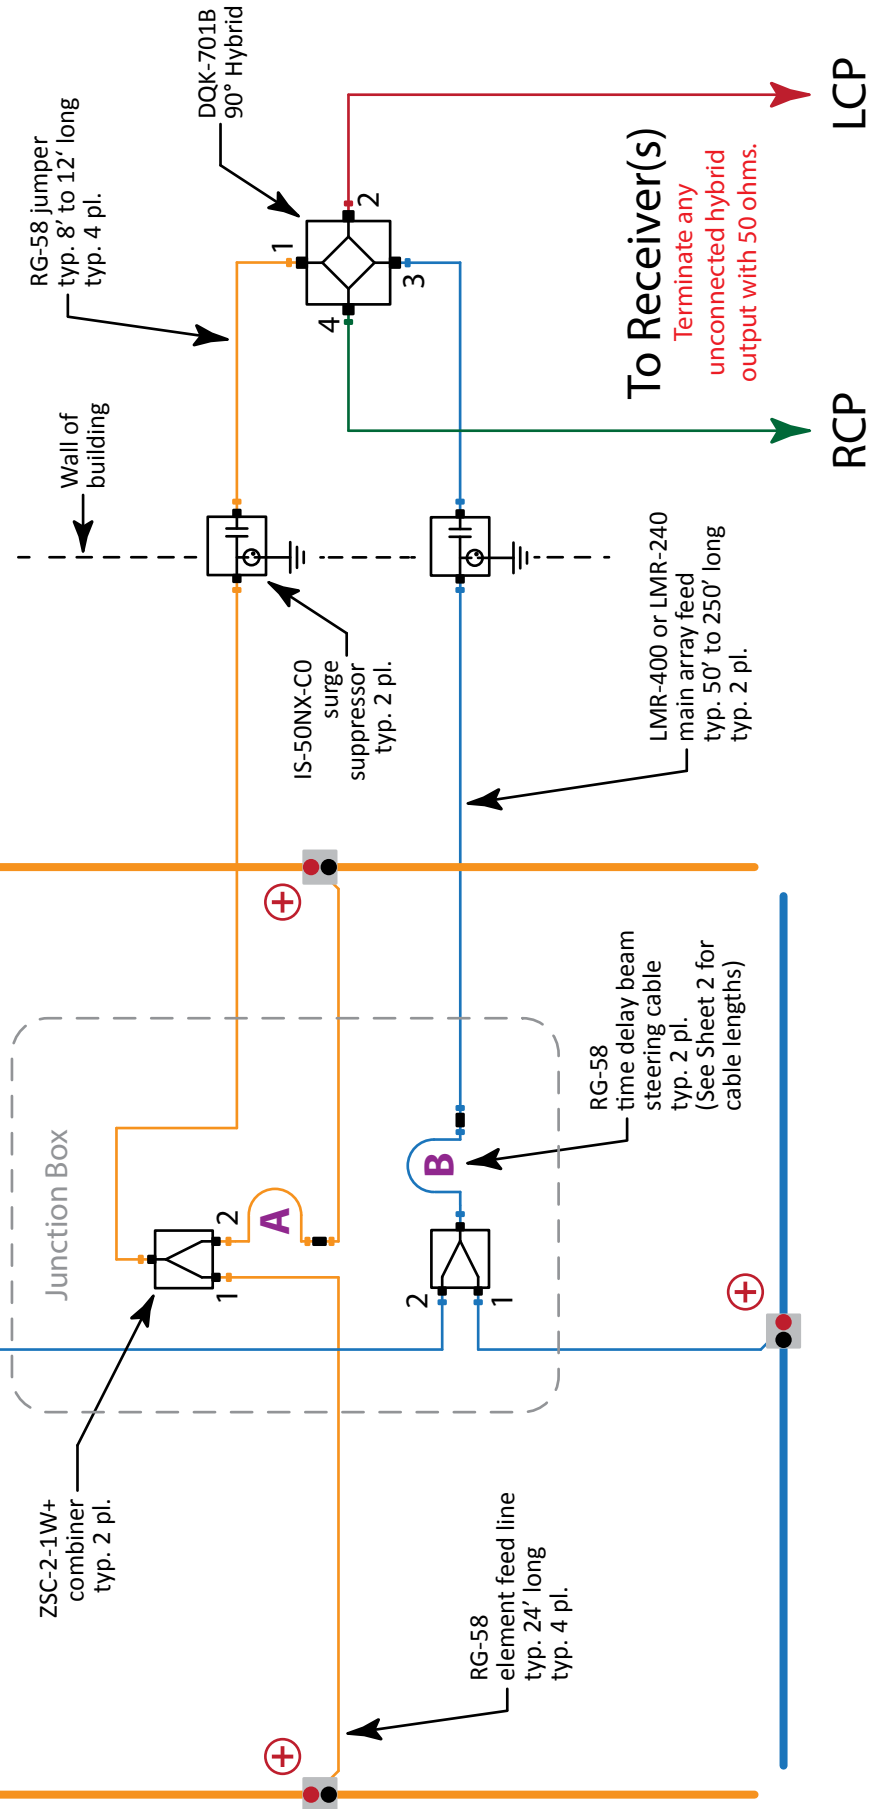 RG-58 jumper
typ. 8' to 12' long
typ. 4 pl.
DQK-701B
90° Hybrid
Wall of
building
1
2
3
4
To Receiver(s)
Terminate any
unconnected hybrid
output with 50 ohms.
LCP
RCP
IS-50NX-C0
surge
suppressor
typ. 2 pl.
LMR-400 or LMR-240
main array feed
typ. 50' to 250' long
typ. 2 pl.
+
Junction Box
2
A
1
B
2
1
RG-58
time delay beam
steering cable
typ. 2 pl.
(See Sheet 2 for
cable lengths)
+
ZSC-2-1W+
combiner
typ. 2 pl.
RG-58
element feed line
typ. 24' long
typ. 4 pl.
+